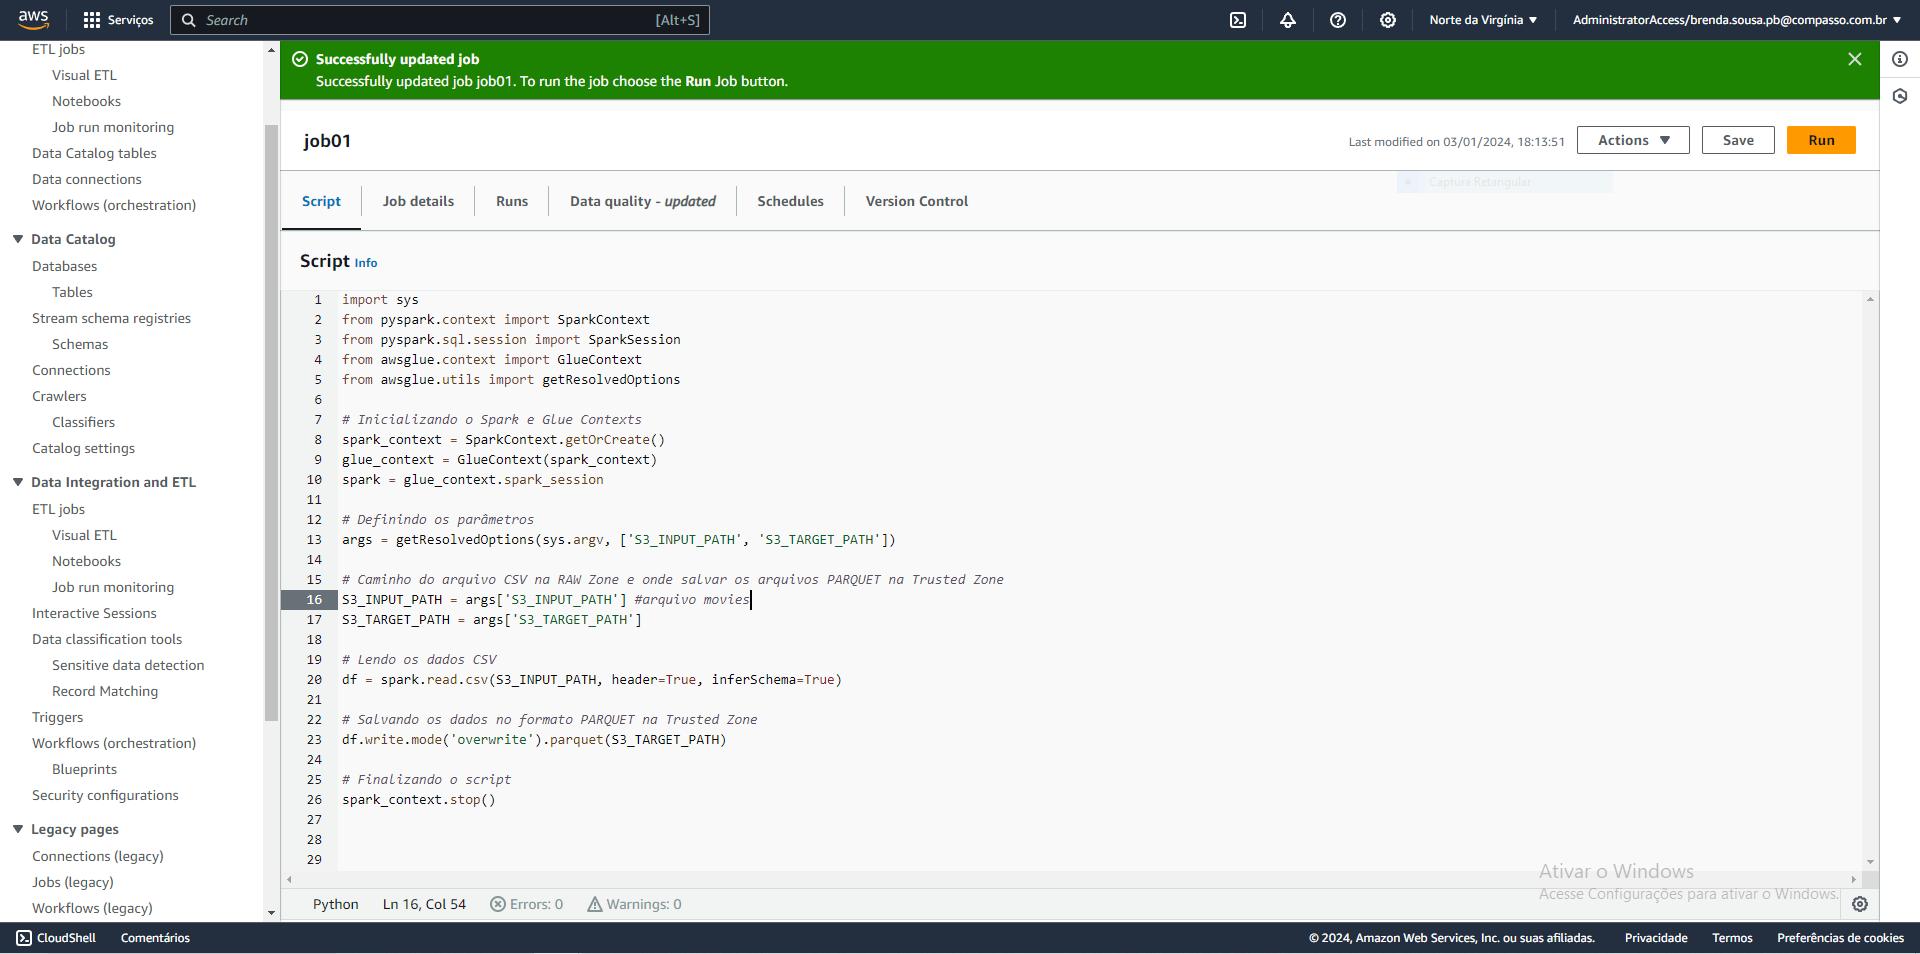 aws
Serviços
Search
[Alt+S]
Norte da Virgínia
AdministratorAccess/brenda.sousa.pb@compasso.com.br
ETL jobs
Visual ETL
Notebooks
Job run monitoring
Data Catalog tables
Data connections
Workflows (orchestration)
Data Catalog
Databases
Tables
Stream schema registries
Schemas
Connections
Crawlers
Classifiers
Catalog settings
Data Integration and ETL
ETL jobs
Visual ETL
Notebooks
Job run monitoring
Interactive Sessions
Data classification tools
Sensitive data detection
Record Matching
Triggers
Workflows (orchestration)
Blueprints
Security configurations
Legacy pages
Connections (legacy)
Jobs (legacy)
Workflows (legacy)
Successfully updated job
Successfully updated job job01. To run the job choose the Run Job button.
job01
Last modified on 03/01/2024, 18:13:51
Actions
Save
Run
Captura Retangular
Script
Job details
Runs
Data quality - updated
Schedules
Version Control
Script Info
1 import sys
2 from pyspark.context import SparkContext
3 from pyspark.sql.session import SparkSession
4 from awsglue.context import GlueContext
5 from awsglue.utils import getResolvedOptions
6
7 # Inicializando o Spark e Glue Contexts
8 spark_context = SparkContext.getOrCreate()
9 glue_context = GlueContext(spark_context)
10 spark = glue_context.spark_session
11
12 # Definindo os parâmetros
13 args = getResolvedOptions(sys.argv, ['S3_INPUT_PATH', 'S3_TARGET_PATH'])
14
15 # Caminho do arquivo CSV na RAW Zone e onde salvar os arquivos PARQUET na Trusted Zone
16 S3_INPUT_PATH = args['S3_INPUT_PATH'] #arquivo movies
17 S3_TARGET_PATH = args['S3_TARGET_PATH']
18
19 # Lendo os dados CSV
20 df = spark.read.csv(S3_INPUT_PATH, header=True, inferSchema=True)
21
22 # Salvando os dados no formato PARQUET na Trusted Zone
23 df.write.mode('overwrite').parquet(S3_TARGET_PATH)
24
25 # Finalizando o script
26 spark_context.stop()
27
28
29
Ativar o Windows
Acesse Configurações para ativar o Windows.
Python
Ln 16, Col 54
Errors: 0
Warnings: 0
CloudShell
Comentários
© 2024, Amazon Web Services, Inc. ou suas afiliadas.
Privacidade
Termos
Preferências de cookies